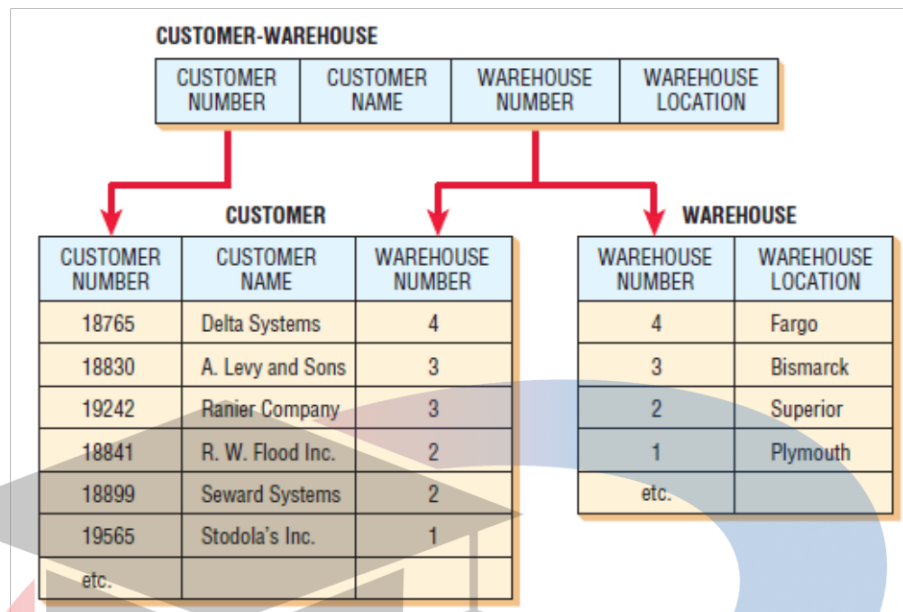 CUSTOMER-WAREHOUSE
CUSTOMER NUMBER CUSTOMER NAME WAREHOUSE NUMBER WAREHOUSE LOCATION
CUSTOMER
CUSTOMER NUMBER CUSTOMER NAME WAREHOUSE NUMBER
18765 Delta Systems 4
18830 A. Levy and Sons 3
19242 Ranier Company 3
18841 R. W. Flood Inc. 2
18899 Seward Systems 2
19565 Stodola's Inc. 1
etc.
WAREHOUSE
WAREHOUSE NUMBER WAREHOUSE LOCATION
4 Fargo
3 Bismarck
2 Superior
1 Plymouth
etc.